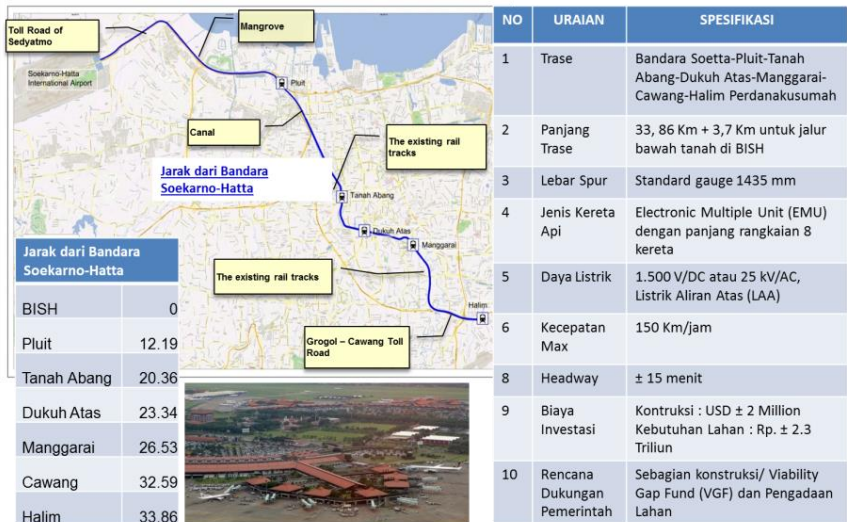 Toll Road of
Sedyatmo
Mangrove
Soekarno-Hatta
International Airport
Pluit
Canal
The existing rail
tracks
Jarak dari Bandara
Soekarno-Hatta
Tanah Abang
Dukuh Atas
Manggarai
The existing rail tracks
Halim
Grogol – Cawang Toll
Road
Jarak dari Bandara
Soekarno-Hatta
BISH 0
Pluit 12.19
Tanah Abang 20.36
Dukuh Atas 23.34
Manggarai 26.53
Cawang 32.59
Halim 33.86
NO URAIAN SPESIFIKASI
1 Trase Bandara Soetta-Pluit-Tanah
Abang-Dukuh Atas-Manggarai-
Cawang-Halim Perdanakusumah
2 Panjang Trase 33, 86 Km + 3,7 Km untuk jalur
bawah tanah di BISH
3 Lebar Spur Standard gauge 1435 mm
4 Jenis Kereta Api Electronic Multiple Unit (EMU)
dengan panjang rangkaian 8
kereta
5 Daya Listrik 1.500 V/DC atau 25 kV/AC,
Listrik Aliran Atas (LAA)
6 Kecepatan Max 150 Km/jam
8 Headway ± 15 menit
9 Biaya Investasi Kontruksi : USD ± 2 Million
Kebutuhan Lahan : Rp. ± 2.3
Triliun
10 Rencana Dukungan Pemerintah Sebagian konstruksi/ Viability
Gap Fund (VGF) dan Pengadaan
Lahan